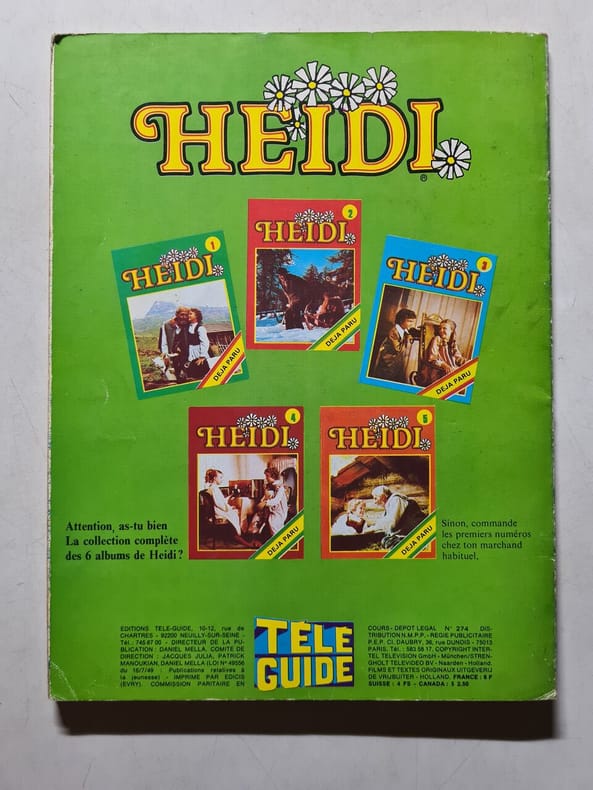 HEIDI
®
2
HEIDI
DEJA PARU
1
HEIDI
DEJA PARU
3
HEIDI
DEJA PARU
4
HEIDI
DEJA PARU
5
HEIDI
DEJA PARU
Attention, as-tu bien
La collection complète
des 6 albums de Heidi?
Sinon, commande
les premiers numéros
chez ton marchand
habituel.
EDITIONS TELE-GUIDE, 10-12, rue de
CHARTRES - 92200 NEUILLY-SUR-SEINE -
Tél.: 745 87 00 - DIRECTEUR DE LA PU-
BLICATION : DANIEL MELLA. COMITE DE
DIRECTION : JACQUES JULIA, PATRICK
MANOUKIAN, DANIEL MELLA (LOI N° 49556
du 16/7/49 : Publications relatives à
la jeunesse) - IMPRIME PAR EDICIS
(EVRY). COMMISSION PARITAIRE EN
TÉLÉ
GUIDE
COURS - DEPOT LEGAL N° 274 DIS-
TRIBUTION N.M.P.P. - REGIE PUBLICITAIRE
P.E.P. CI. DAUBRY, 36, rue DUNOIS - 75013
PARIS. Tél. : 583 58 17. COPYRIGHT INTER-
TEL TELEVISION GmbH - München/STREN-
GHOLT TELEVIDEO BV - Naarden - Holland.
FILMS ET TEXTES ORIGINAUX UITGEVERIJ
DE VRIJBUITER - HOLLAND. FRANCE : 8 F
SUISSE : 4 FS - CANADA : $ 2.50